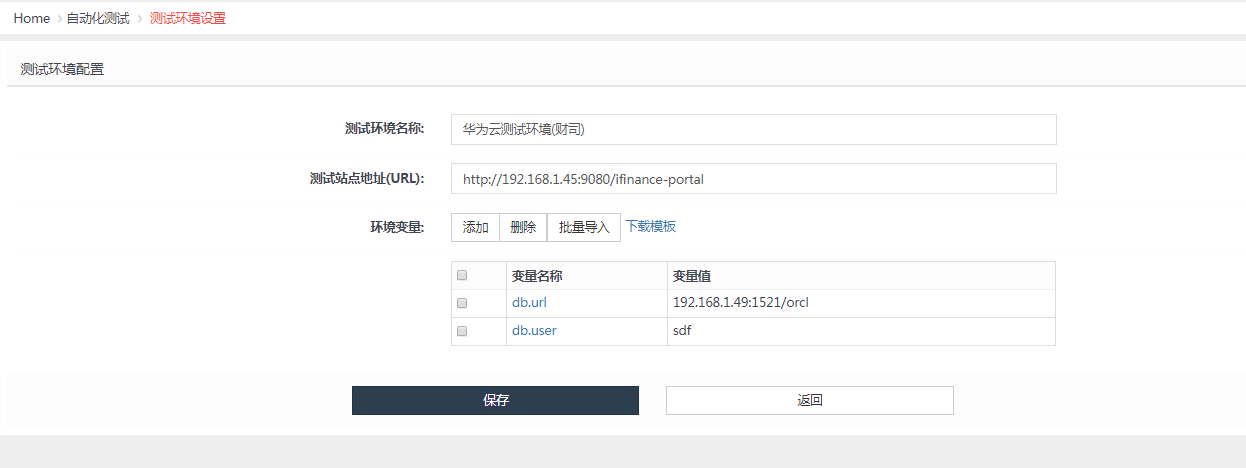 Home > 自动化测试 > 测试环境设置
测试环境配置
测试环境名称: 华为云测试环境(财司)
测试站点地址(URL): http://192.168.1.45:9080/ifinance-portal
环境变量: 添加 删除 批量导入 下载模板
变量名称 变量值
db.url 192.168.1.49:1521/orcl
db.user sdf
保存 返回